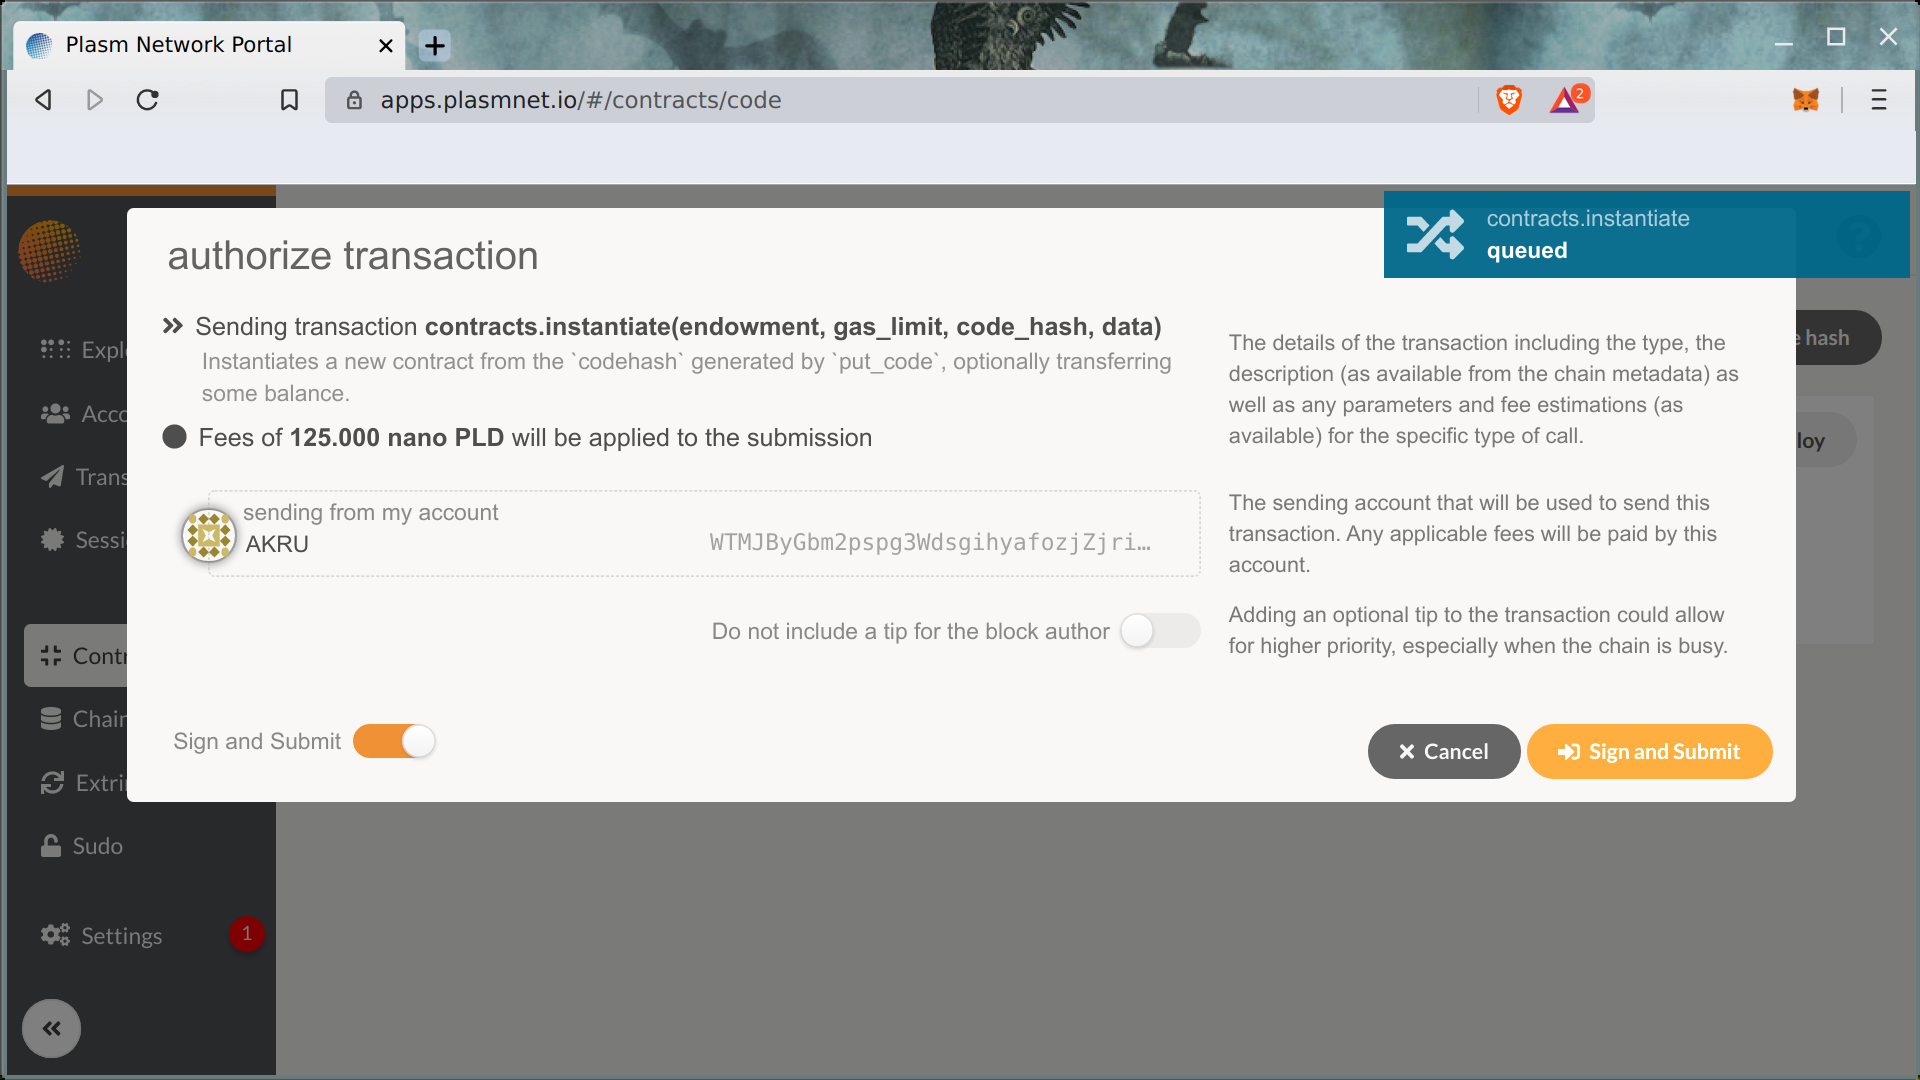 Plasm Network Portal
apps.plasmnet.io/#/contracts/code
2
contracts.instantiate
queued
authorize transaction
Sending transaction contracts.instantiate(endowment, gas_limit, code_hash, data)
Instantiates a new contract from the `codehash` generated by `put_code`, optionally transferring
some balance.
Fees of 125.000 nano PLD will be applied to the submission
The details of the transaction including the type, the
description (as available from the chain metadata) as
well as any parameters and fee estimations (as
available) for the specific type of call.
sending from my account
AKRU
WTMJByGbm2pspg3WdsgihyafozjZjri…
The sending account that will be used to send this
transaction. Any applicable fees will be paid by this
account.
Do not include a tip for the block author
Adding an optional tip to the transaction could allow
for higher priority, especially when the chain is busy.
Sign and Submit
Cancel
Sign and Submit
Expl
Acco
Trans
Sessi
Contr
Chain
Extri
Sudo
Settings
1
e hash
loy